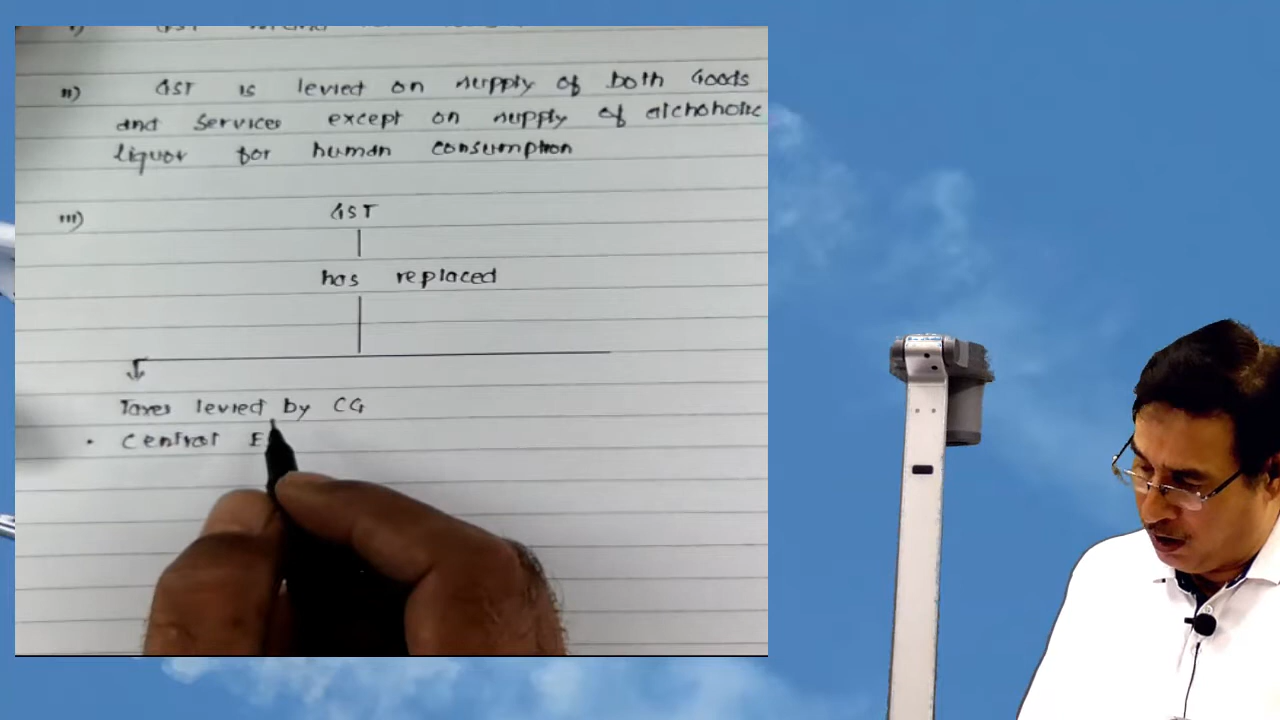 ii) GST is levied on supply of both Goods
and Services except on supply of alchoholic
liquor for human consumption
iii) GST
has replaced
Taxes levied by CG
• Central E